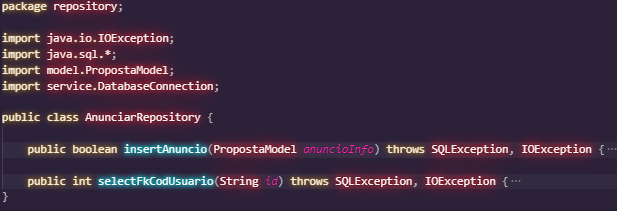 package repository;
import java.io.IOException;
import java.sql.*;
import model.PropostaModel;
import service.DatabaseConnection;
public class AnunciarRepository {
public boolean insertAnuncio(PropostaModel anuncioInfo) throws SQLException, IOException {···
public int selectFkCodUsuario(String id) throws SQLException, IOException {···
}